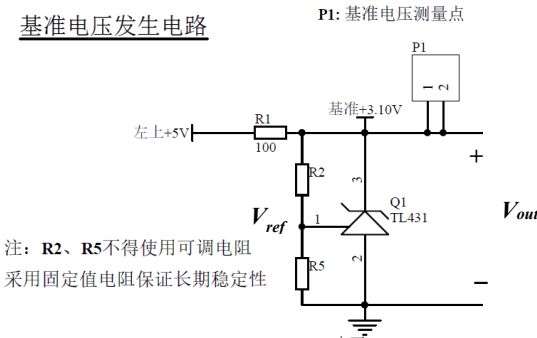 基准电压发生电路
P1: 基准电压测量点
P1
1 2
基准+3.10V
左上+5V
R1
100
R2
3
Q1
TL431
+
Vref
1
Vout
注：R2、R5不得使用可调电阻
采用固定值电阻保证长期稳定性
R5
2
−